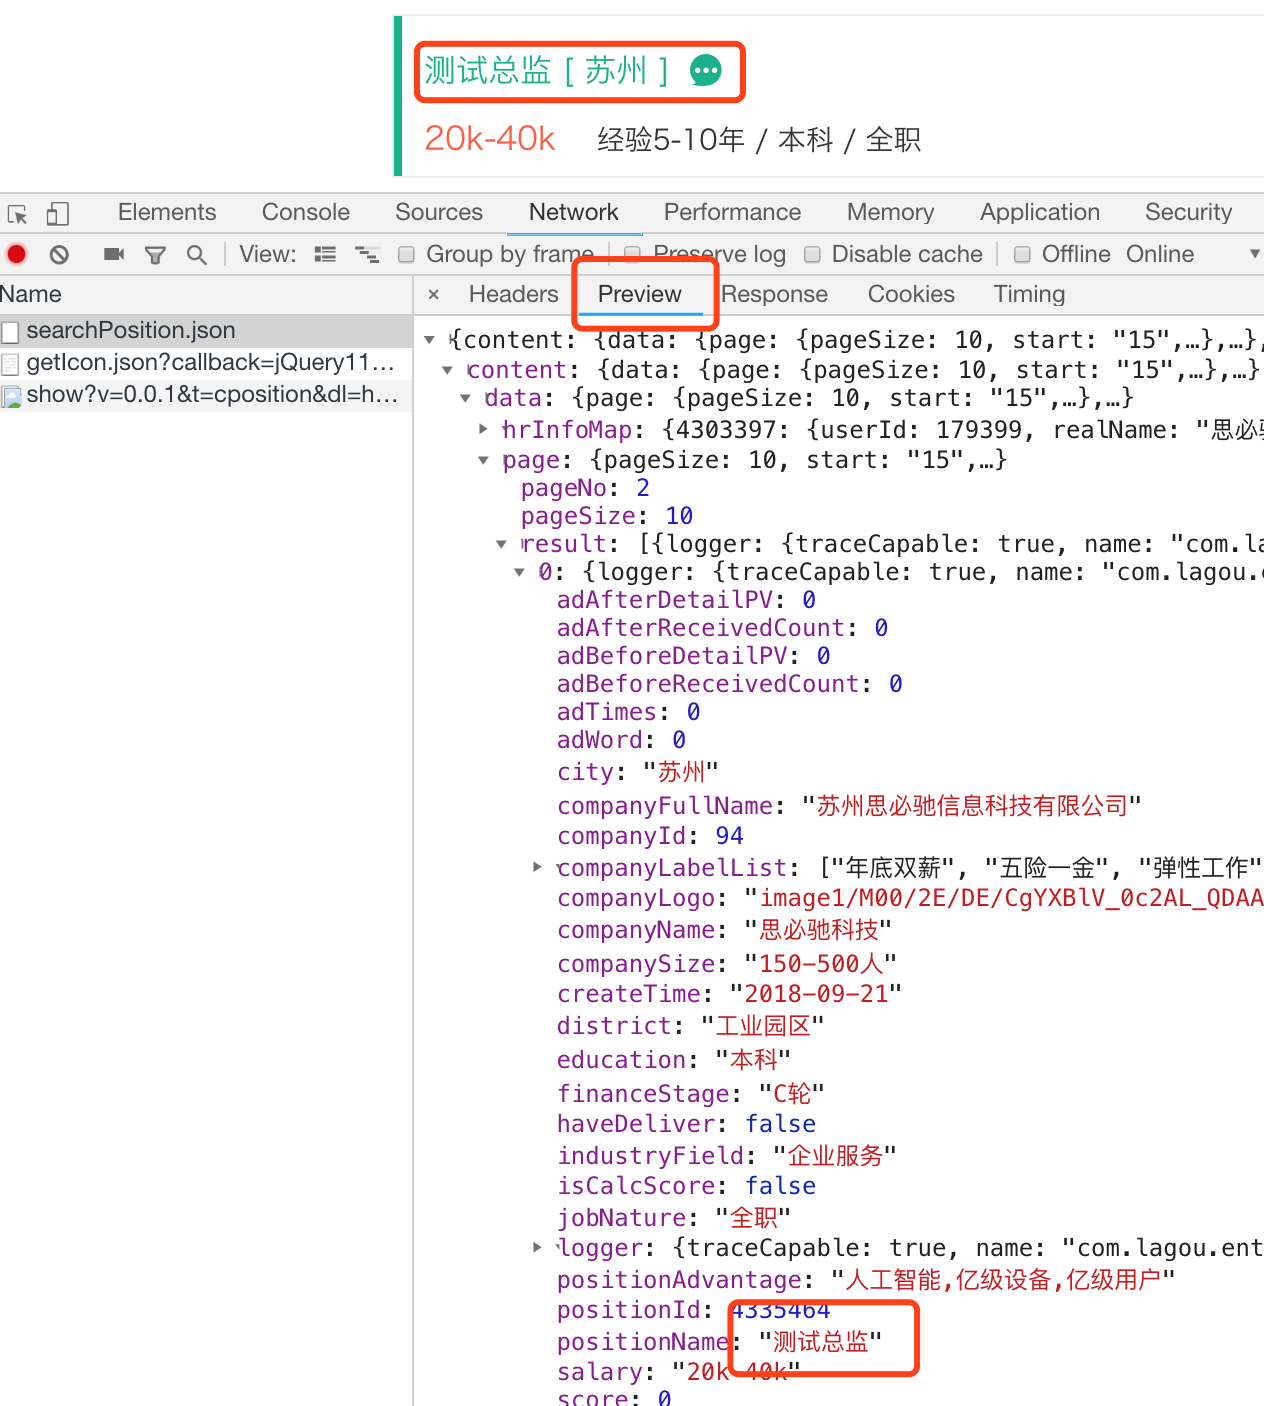 测试总监 [ 苏州 ]
20k-40k 经验5-10年 / 本科 / 全职
Elements Console Sources Network Performance Memory Application Security
View: Group by frame Preserve log Disable cache Offline Online
Name × Headers Preview Response Cookies Timing
searchPosition.json
getIcon.json?callback=jQuery11...
show?v=0.0.1&t=cposition&dl=h...
{content: {data: {page: {pageSize: 10, start: "15",…},…},
content: {data: {page: {pageSize: 10, start: "15",…},…}
data: {page: {pageSize: 10, start: "15",…},…}
hrInfoMap: {4303397: {userId: 179399, realName: "思必
page: {pageSize: 10, start: "15",…}
pageNo: 2
pageSize: 10
result: [{logger: {traceCapable: true, name: "com.la
0: {logger: {traceCapable: true, name: "com.lagou.e
adAfterDetailPV: 0
adAfterReceivedCount: 0
adBeforeDetailPV: 0
adBeforeReceivedCount: 0
adTimes: 0
adWord: 0
city: "苏州"
companyFullName: "苏州思必驰信息科技有限公司"
companyId: 94
companyLabelList: ["年底双薪", "五险一金", "弹性工作"
companyLogo: "image1/M00/2E/DE/CgYXBlV_0c2AL_QDAA
companyName: "思必驰科技"
companySize: "150-500人"
createTime: "2018-09-21"
district: "工业园区"
education: "本科"
financeStage: "C轮"
haveDeliver: false
industryField: "企业服务"
isCalcScore: false
jobNature: "全职"
logger: {traceCapable: true, name: "com.lagou.ent
positionAdvantage: "人工智能,亿级设备,亿级用户"
positionId: 4335464
positionName: "测试总监"
salary: "20k-40k"
score: 0